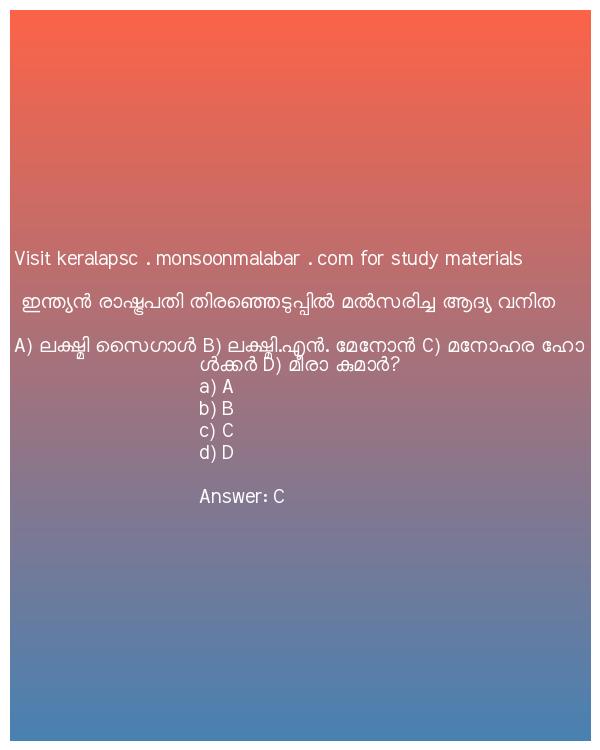 Visit keralapsc . monsoonmalabar . com for study materials
ഇന്ത്യൻ രാഷ്ട്രപതി തിരഞ്ഞെടുപ്പിൽ മൽസരിച്ച ആദ്യ വനിത
A) ലക്ഷ്മി സൈഗാൾ B) ലക്ഷ്മി.എൻ. മേനോൻ C) മനോഹര ഹോ
ൾക്കർ D) മീരാ കുമാർ?
a) A
b) B
c) C
d) D
Answer: C